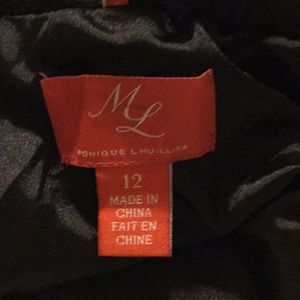 ML
MONIQUE LHUILLIER
12
MADE IN
CHINA
FAIT EN
CHINE